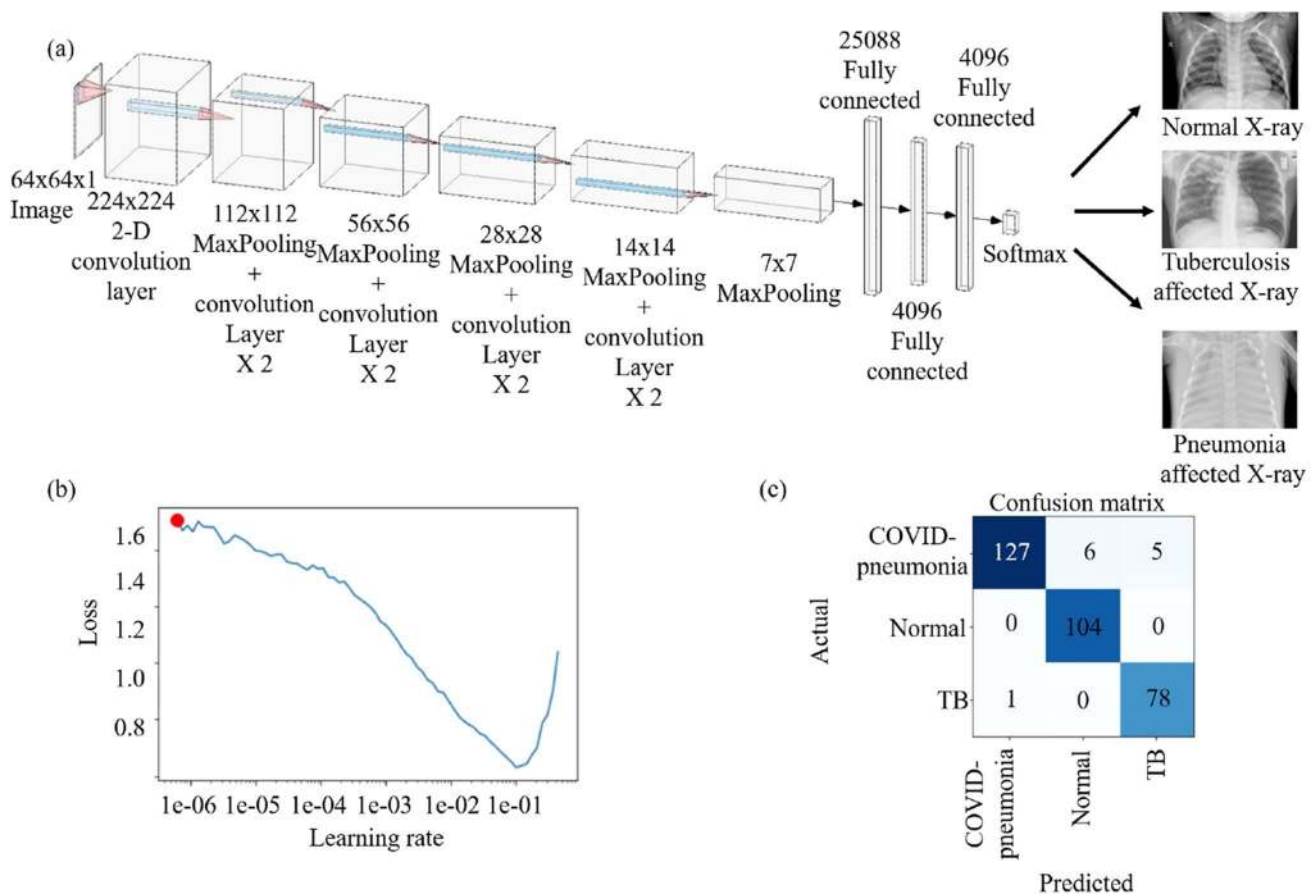 (a)
64x64x1
Image
224x224
2-D
convolution
layer
112x112
MaxPooling
+
convolution
Layer
X 2
56x56
MaxPooling
+
convolution
Layer
X 2
28x28
MaxPooling
+
convolution
Layer
X 2
14x14
MaxPooling
+
convolution
Layer
X 2
7x7
MaxPooling
25088
Fully
connected
4096
Fully
connected
4096
Fully
connected
Softmax
Normal X-ray
Tuberculosis
affected X-ray
Pneumonia
affected X-ray
(b)
Loss
1.6
1.4
1.2
1.0
0.8
1e-06 1e-05 1e-04 1e-03 1e-02 1e-01
Learning rate
(c)
Confusion matrix
Actual
COVID-
pneumonia
127 6 5
Normal
0 104 0
TB
1 0 78
COVID-
pneumonia
Normal
TB
Predicted